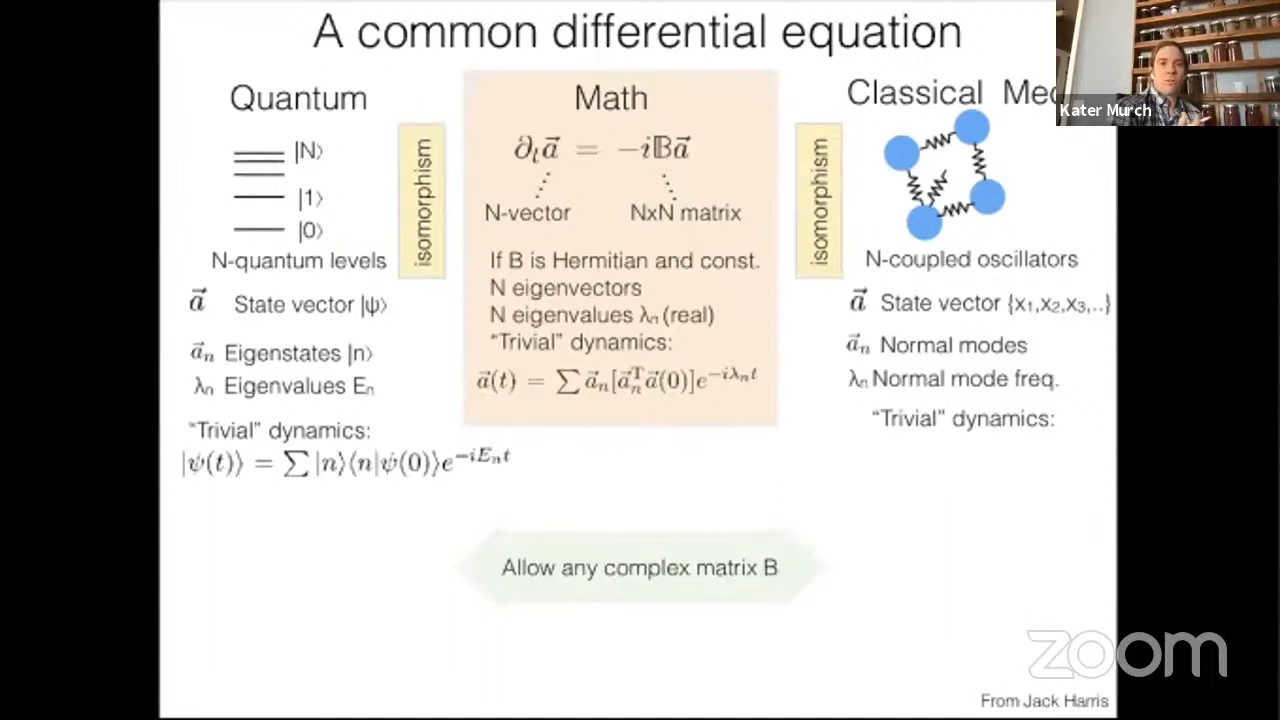 A common differential equation
Kater Murch
Quantum
|N⟩
|1⟩
|0⟩
N-quantum levels
a⃗ State vector |ψ⟩
a⃗ₙ Eigenstates |n⟩
λₙ Eigenvalues Eₙ
"Trivial" dynamics:
|ψ(t)⟩ = ∑ |n⟩⟨n|ψ(0)⟩e^{-iEₙt}
isomorphism
Math
∂ₜa⃗ = −i𝔹a⃗
N-vector NxN matrix
If B is Hermitian and const.
N eigenvectors
N eigenvalues λₙ (real)
"Trivial" dynamics:
a⃗(t) = ∑ a⃗ₙ[a⃗ₙᵀa⃗(0)]e^{-iλₙt}
isomorphism
Classical Mec
N-coupled oscillators
a⃗ State vector {x₁,x₂,x₃,..}
a⃗ₙ Normal modes
λₙ Normal mode freq.
"Trivial" dynamics:
Allow any complex matrix B
zoom
From Jack Harris